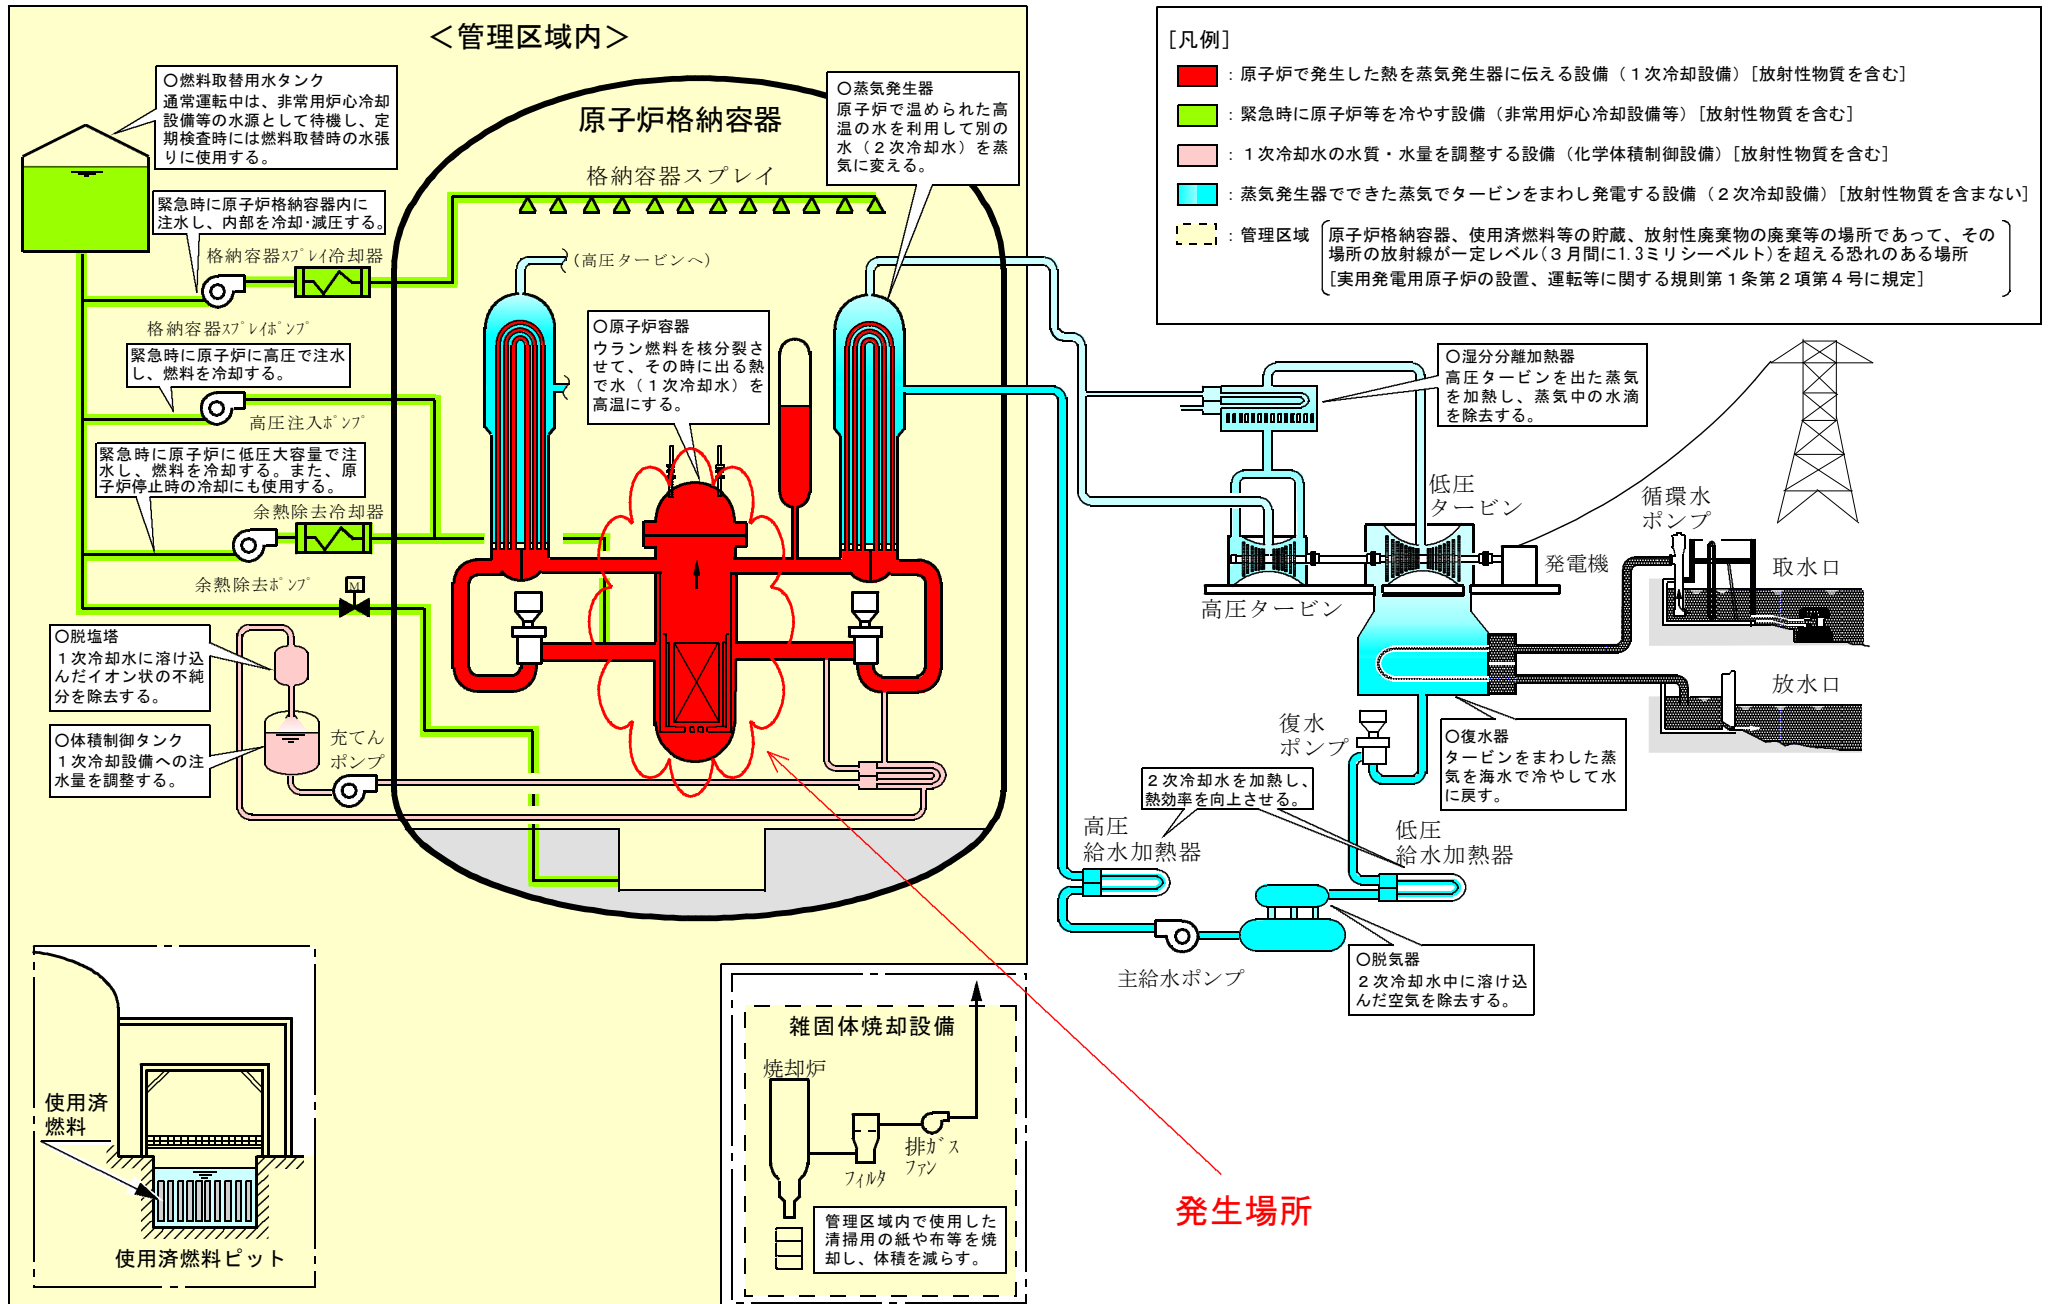 ＜管理区域内＞
○燃料取替用水タンク
通常運転中は、非常用炉心冷却
設備等の水源として待機し、定
期検査時には燃料取替時の水張
りに使用する。
緊急時に原子炉格納容器内に
注水し、内部を冷却･減圧する。
格納容器ｽﾌﾟﾚｲ冷却器
格納容器ｽﾌﾟﾚｲﾎﾟﾝﾌﾟ
緊急時に原子炉に高圧で注水
し、燃料を冷却する。
高圧注入ﾎﾟﾝﾌﾟ
緊急時に原子炉に低圧大容量で注
水し、燃料を冷却する。また、原
子炉停止時の冷却にも使用する。
余熱除去冷却器
余熱除去ﾎﾟﾝﾌﾟ
M
○脱塩塔
１次冷却水に溶け込
んだイオン状の不純
分を除去する。
○体積制御タンク
１次冷却設備への注
水量を調整する。
充てん
ポンプ
原子炉格納容器
格納容器スプレイ
(高圧タービンへ)
○原子炉容器
ウラン燃料を核分裂さ
せて、その時に出る熱
で水（１次冷却水）を
高温にする。
○蒸気発生器
原子炉で温められた高
温の水を利用して別の
水（２次冷却水）を蒸
気に変える。
[凡例]
：原子炉で発生した熱を蒸気発生器に伝える設備（１次冷却設備）[放射性物質を含む]
：緊急時に原子炉等を冷やす設備（非常用炉心冷却設備等）[放射性物質を含む]
：１次冷却水の水質・水量を調整する設備（化学体積制御設備）[放射性物質を含む]
：蒸気発生器でできた蒸気でタービンをまわし発電する設備（２次冷却設備）[放射性物質を含まない]
：管理区域
原子炉格納容器、使用済燃料等の貯蔵、放射性廃棄物の廃棄等の場所であって、その
場所の放射線が一定レベル(３月間に1.3ミリシーベルト)を超える恐れのある場所
[実用発電用原子炉の設置、運転等に関する規則第１条第２項第４号に規定]
○湿分分離加熱器
高圧タービンを出た蒸気
を加熱し、蒸気中の水滴
を除去する。
低圧
タービン
高圧タービン
発電機
循環水
ポンプ
取水口
放水口
復水
ポンプ
○復水器
タービンをまわした蒸
気を海水で冷やして水
に戻す。
２次冷却水を加熱し、
熱効率を向上させる。
高圧
給水加熱器
低圧
給水加熱器
主給水ポンプ
○脱気器
２次冷却水中に溶け込
んだ空気を除去する。
発生場所
使用済
燃料
使用済燃料ピット
雑固体焼却設備
焼却炉
ﾌｨﾙﾀ
排ｶﾞｽ
ﾌｧﾝ
管理区域内で使用した
清掃用の紙や布等を焼
却し、体積を減らす。